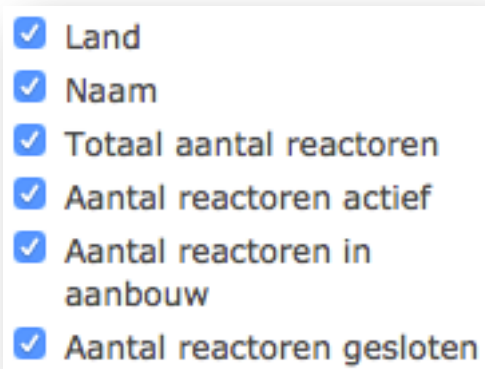 Land
Naam
Totaal aantal reactoren
Aantal reactoren actief
Aantal reactoren in
aanbouw
Aantal reactoren gesloten